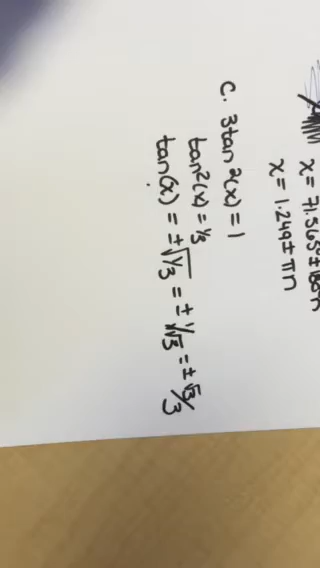 x = 71.565° ± 180°n
x = 1.249 ± πn
C. 3tan²(x) = 1
tan²(x) = 1/3
tan(x) = ±√1/3 = ± 1/√3 = ± √3/3